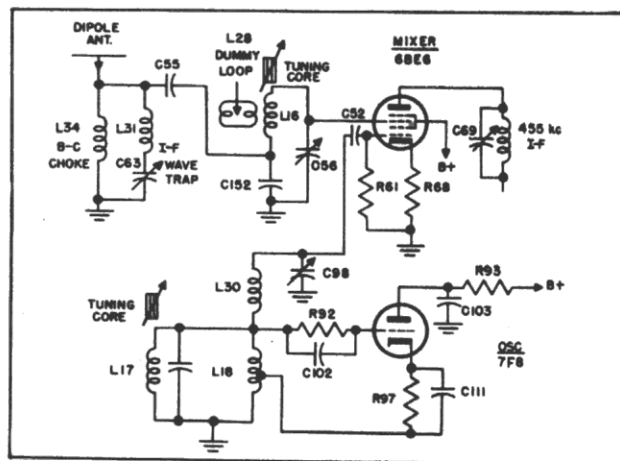 DIPOLE
ANT.
C55
L28
DUMMY
LOOP
TUNING
CORE
MIXER
6BE6
L34
B-C
CHOKE
L31
I-F
C63
WAVE
TRAP
L16
C52
C69
455 kc
I-F
C56
B+
C152
R61
R68
L30
C98
R93
B+
TUNING
CORE
R92
C103
C102
OSC
7F8
L17
L18
R97
C111